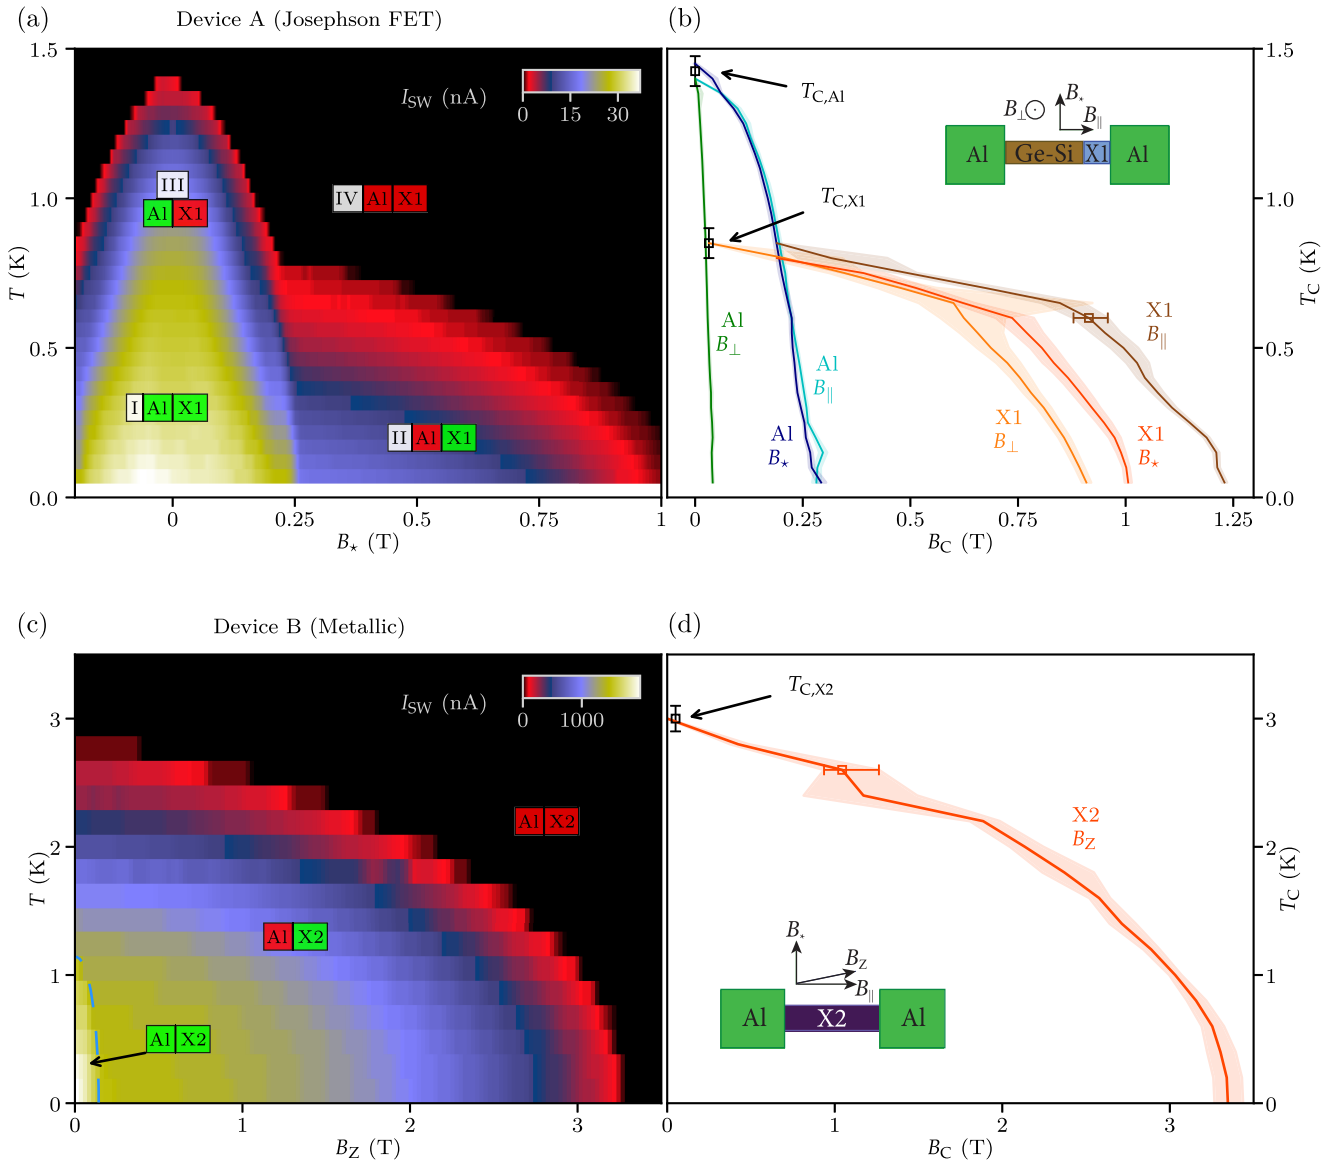 (a)
Device A (Josephson FET)
1.5
1.0
0.5
0.0
T (K)
I_SW (nA)
0 15 30
III
Al X1
IV Al X1
I Al X1
II Al X1
0 0.25 0.5 0.75 1
B⋆ (T)
(b)
T_C,Al
T_C,X1
B⊥
B⋆
B∥
Al Ge-Si X1 Al
Al
B⊥
Al
B∥
Al
B⋆
X1
B⊥
X1
B⋆
X1
B∥
1.5
1.0
0.5
0.0
T_C (K)
0 0.25 0.5 0.75 1 1.25
B_C (T)
(c)
Device B (Metallic)
3
2
1
0
T (K)
I_SW (nA)
0 1000
Al X2
Al X2
Al X2
0 1 2 3
B_Z (T)
(d)
T_C,X2
X2
B_Z
B⋆
B_Z
B∥
Al X2 Al
3
2
1
0
T_C (K)
0 1 2 3
B_C (T)